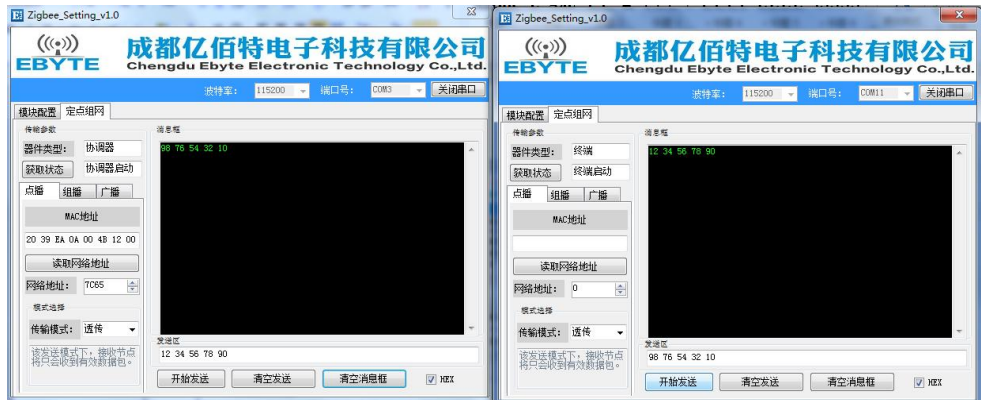 Zigbee_Setting_v1.0
EBYTE
成都亿佰特电子科技有限公司
Chengdu Ebyte Electronic Technology Co.,Ltd.
波特率: 115200 端口号: COM3 关闭串口
模块配置 定点组网
传输参数
器件类型: 协调器
获取状态 协调器启动
点播 组播 广播
MAC地址
20 39 EA 0A 00 4B 12 00
读取网络地址
网络地址: 7C65
模式选择
传输模式: 透传
该发送模式下，接收节点
将只会收到有效数据包。
消息框
98 76 54 32 10
发送区
12 34 56 78 90
开始发送 清空发送 清空消息框 HEX
Zigbee_Setting_v1.0
EBYTE
成都亿佰特电子科技有限公司
Chengdu Ebyte Electronic Technology Co.,Ltd.
波特率: 115200 端口号: COM11 关闭串口
模块配置 定点组网
传输参数
器件类型: 终端
获取状态 终端启动
点播 组播 广播
MAC地址
读取网络地址
网络地址: 0
模式选择
传输模式: 透传
该发送模式下，接收节点
将只会收到有效数据包。
消息框
12 34 56 78 90
发送区
98 76 54 32 10
开始发送 清空发送 清空消息框 HEX